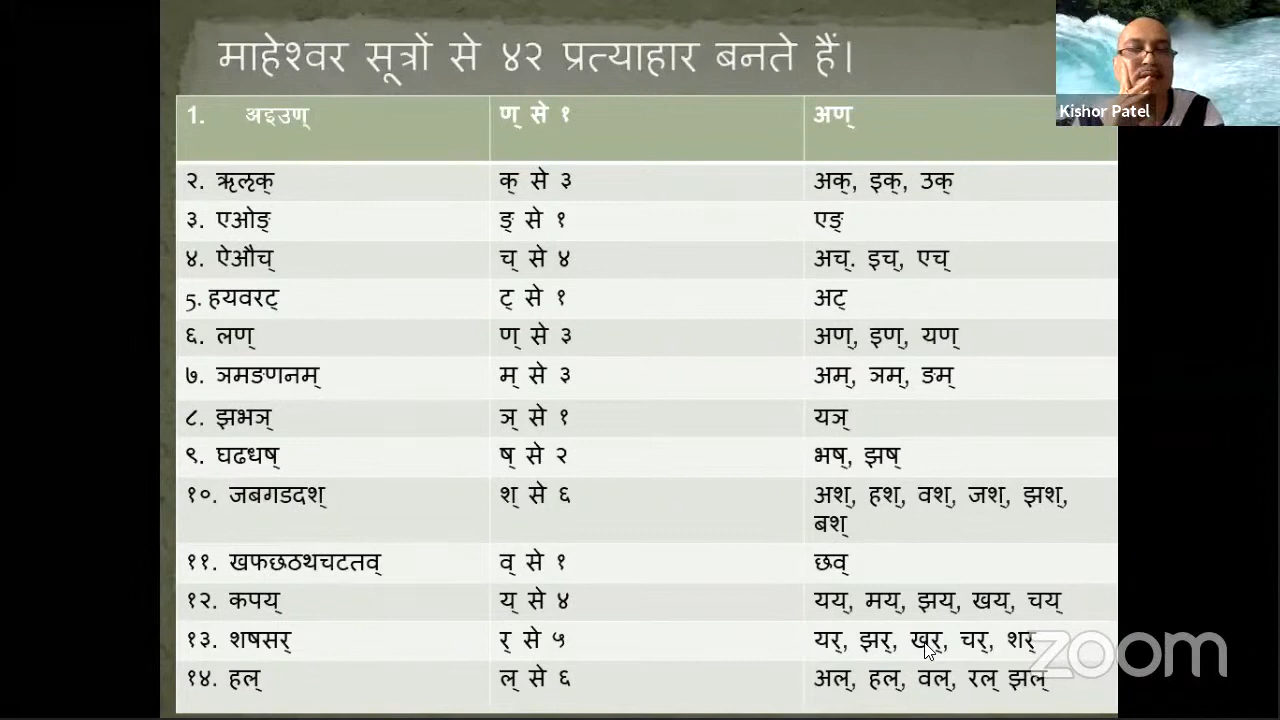 माहेश्वर सूत्रों से ४२ प्रत्याहार बनते हैं।
Kishor Patel
1. अइउण् ण् से १ अण्
२. ऋलृक् क् से ३ अक्, इक्, उक्
३. एओङ् ङ् से १ एङ्
४. ऐऔच् च् से ४ अच्. इच्, एच्
5. हयवरट् ट् से १ अट्
६. लण् ण् से ३ अण्, इण्, यण्
७. ञमङणनम् म् से ३ अम्, ञम्, ङम्
८. झभञ् ञ् से १ यञ्
९. घढधष् ष् से २ भष्, झष्
१०. जबगडदश् श् से ६ अश्, हश्, वश्, जश्, झश्,
बश्
११. खफछठथचटतव् व् से १ छव्
१२. कपय् य् से ४ यय्, मय्, झय्, खय्, चय्
१३. शषसर् र् से ५ यर्, झर्, खर्, चर्, शर्
१४. हल् ल् से ६ अल्, हल्, वल्, रल् झल्
zoom